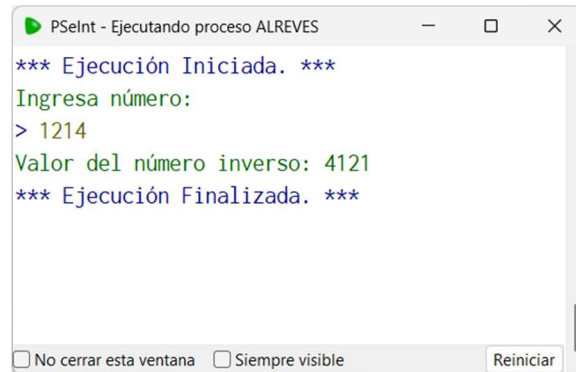 PSeInt - Ejecutando proceso ALREVES
*** Ejecución Iniciada. ***
Ingresa número:
> 1214
Valor del número inverso: 4121
*** Ejecución Finalizada. ***
No cerrar esta ventana Siempre visible Reiniciar